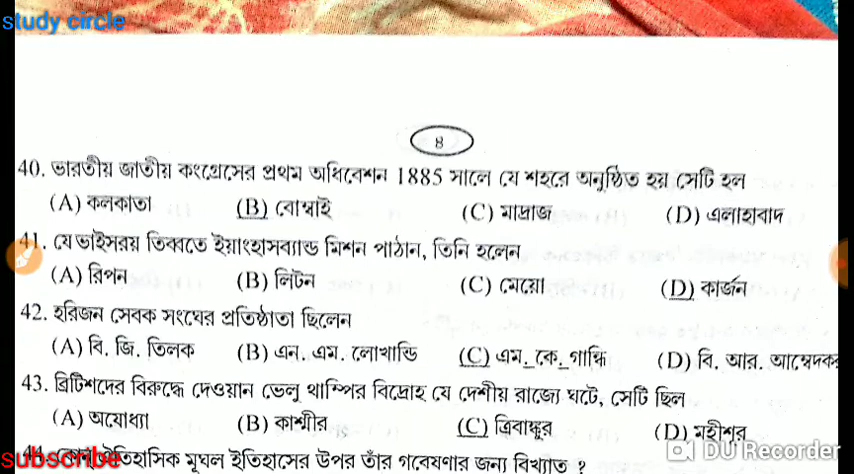 study circle
8
40. ভারতীয় জাতীয় কংগ্রেসের প্রথম অধিবেশন 1885 সালে যে শহরে অনুষ্ঠিত হয় সেটি হল
(A) কলকাতা (B) বোম্বাই (C) মাদ্রাজ (D) এলাহাবাদ
41. যে ভাইসরয় তিব্বতে ইয়াংহাসব্যান্ড মিশন পাঠান, তিনি হলেন
(A) রিপন (B) লিটন (C) মেয়ো (D) কার্জন
42. হরিজন সেবক সংঘের প্রতিষ্ঠাতা ছিলেন
(A) বি. জি. তিলক (B) এন. এম. লোখান্ডি (C) এম. কে. গান্ধি (D) বি. আর. আম্বেদকর
43. ব্রিটিশদের বিরুদ্ধে দেওয়ান ভেলু থাম্পির বিদ্রোহ যে দেশীয় রাজ্যে ঘটে, সেটি ছিল
(A) অযোধ্যা (B) কাশ্মীর (C) ত্রিবাঙ্কুর (D) মহীশূর
DU Recorder
subscribe ঐতিহাসিক মুঘল ইতিহাসের উপর তাঁর গবেষণার জন্য বিখ্যাত ?